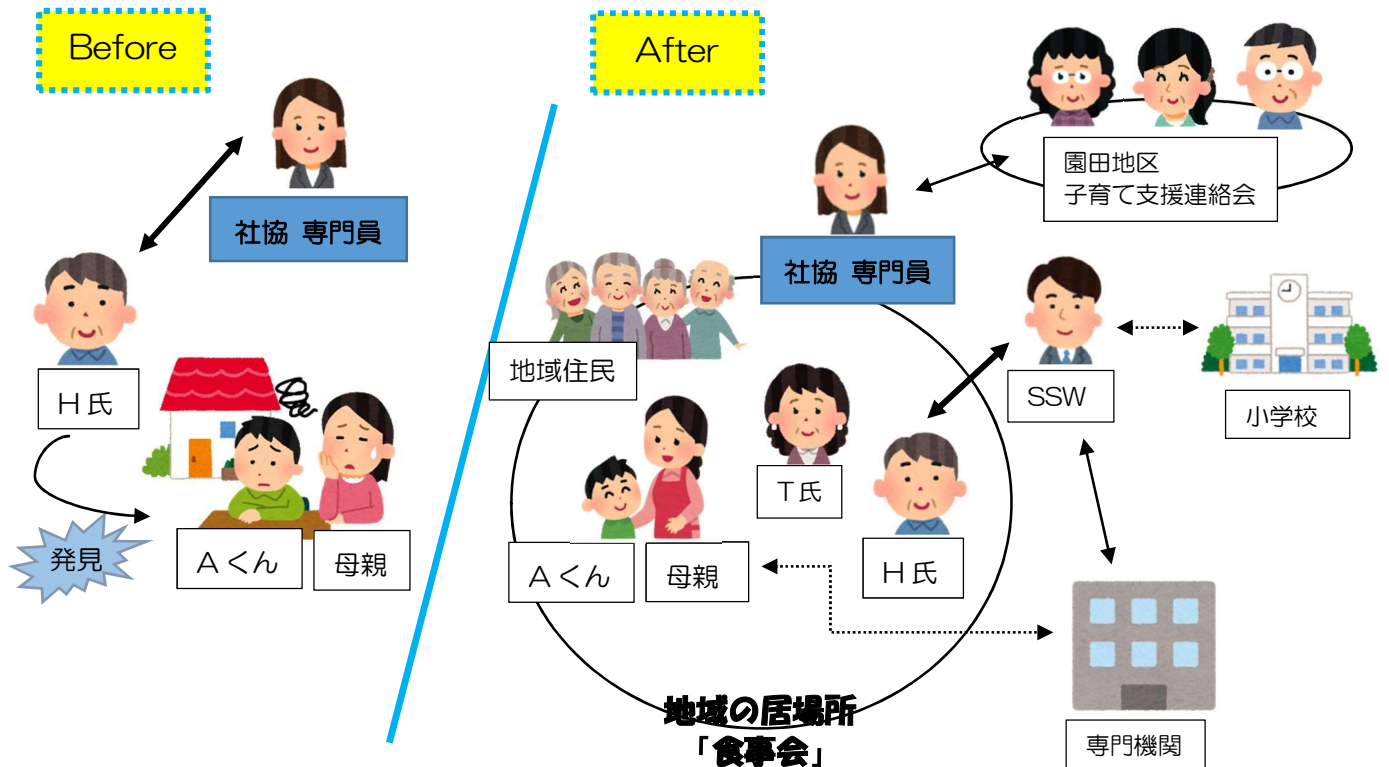 Before
社協 専門員
H氏
発見
Aくん
母親
After
園田地区
子育て支援連絡会
社協 専門員
地域住民
SSW
小学校
T氏
H氏
Aくん
母親
地域の居場所
「食事会」
専門機関